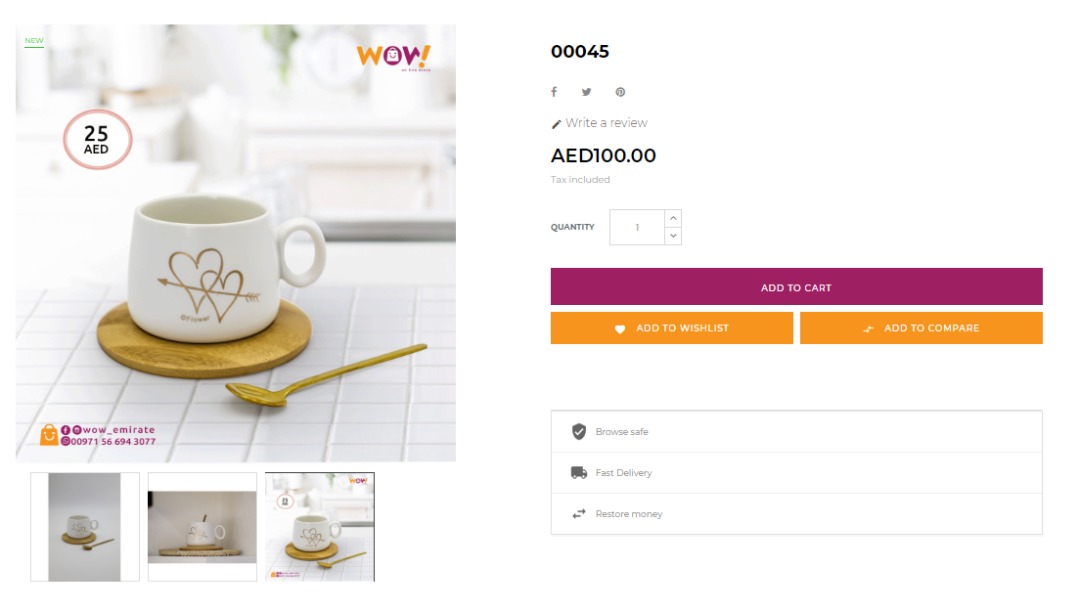 NEW
WOW!
25
AED
Flower
wow_emirate
00971 56 694 3077
00045
Write a review
AED100.00
Tax included
QUANTITY
1
ADD TO CART
ADD TO WISHLIST
ADD TO COMPARE
Browse safe
Fast Delivery
Restore money